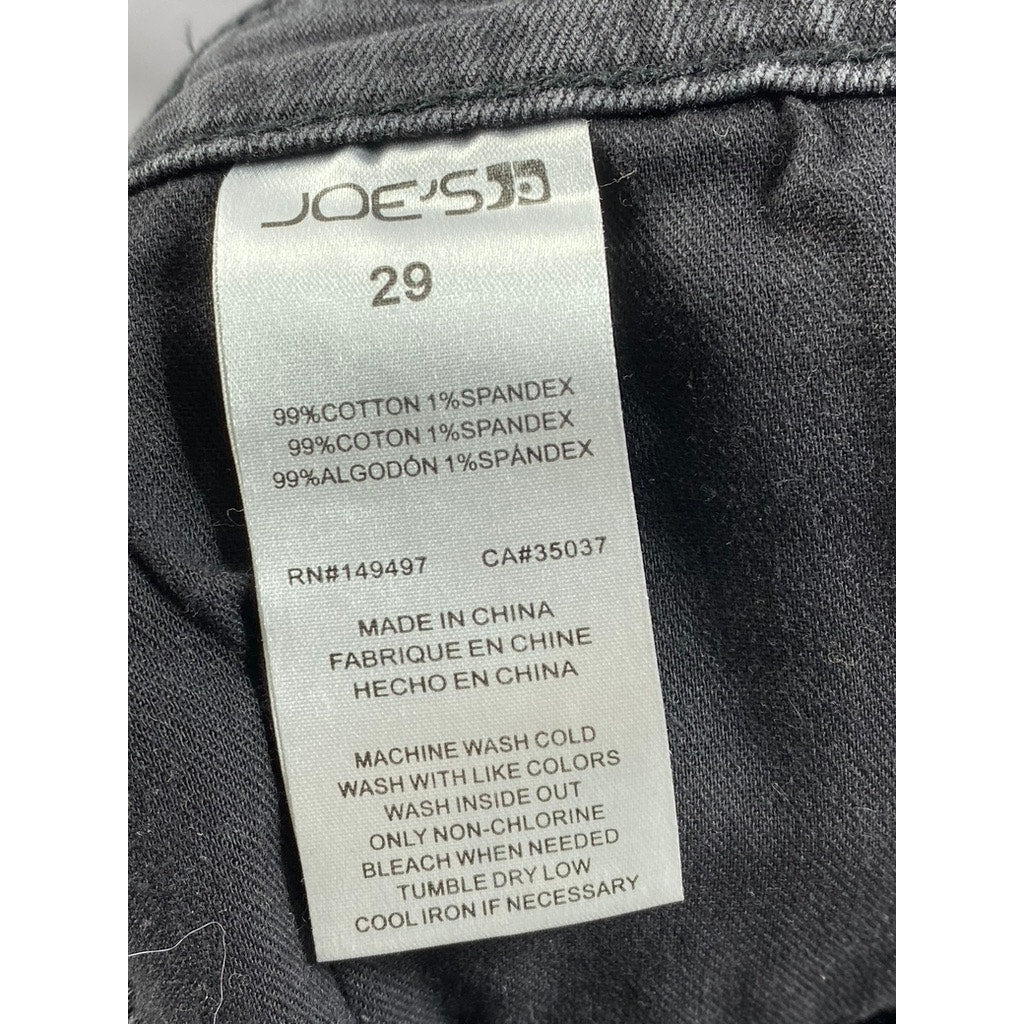 JOE'S
29
99%COTTON 1%SPANDEX
99%COTON 1%SPANDEX
99%ALGODÓN 1%SPÁNDEX
RN#149497 CA#35037
MADE IN CHINA
FABRIQUE EN CHINE
HECHO EN CHINA
MACHINE WASH COLD
WASH WITH LIKE COLORS
WASH INSIDE OUT
ONLY NON-CHLORINE
BLEACH WHEN NEEDED
TUMBLE DRY LOW
COOL IRON IF NECESSARY